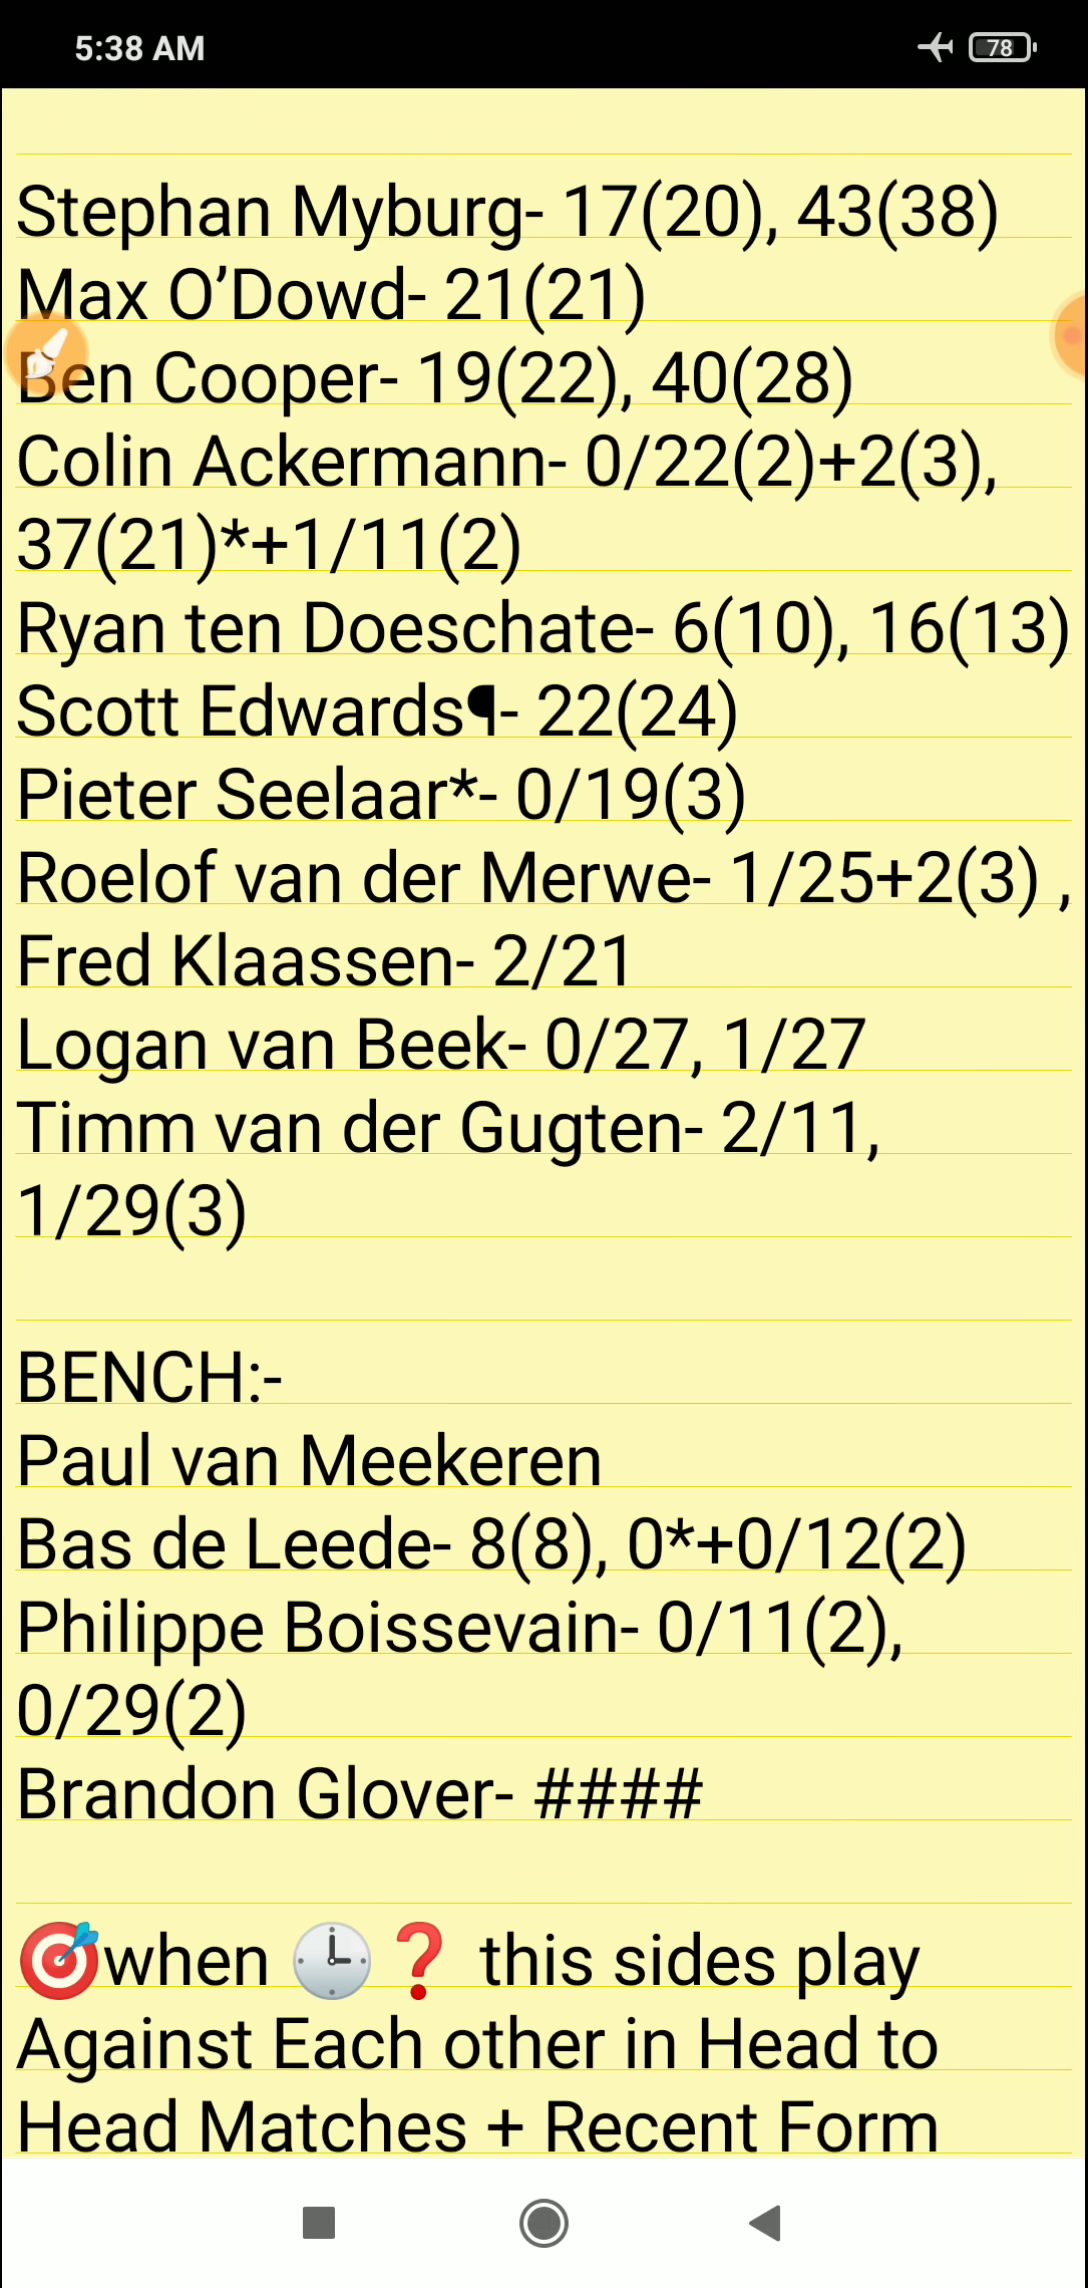 5:38 AM
78
Stephan Myburg- 17(20), 43(38)
Max O’Dowd- 21(21)
Ben Cooper- 19(22), 40(28)
Colin Ackermann- 0/22(2)+2(3),
37(21)*+1/11(2)
Ryan ten Doeschate- 6(10), 16(13)
Scott Edwards¶- 22(24)
Pieter Seelaar*- 0/19(3)
Roelof van der Merwe- 1/25+2(3) ,
Fred Klaassen- 2/21
Logan van Beek- 0/27, 1/27
Timm van der Gugten- 2/11,
1/29(3)
BENCH:-
Paul van Meekeren
Bas de Leede- 8(8), 0*+0/12(2)
Philippe Boissevain- 0/11(2),
0/29(2)
Brandon Glover- ####
🎯when 🕒❓ this sides play
Against Each other in Head to
Head Matches + Recent Form